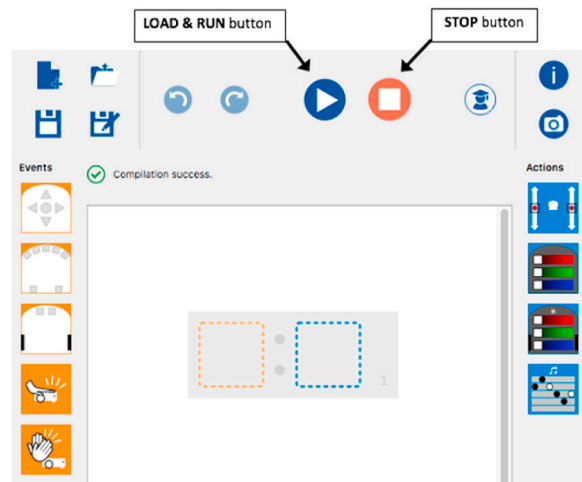 LOAD & RUN button
STOP button
Events
Compilation success.
Actions
1